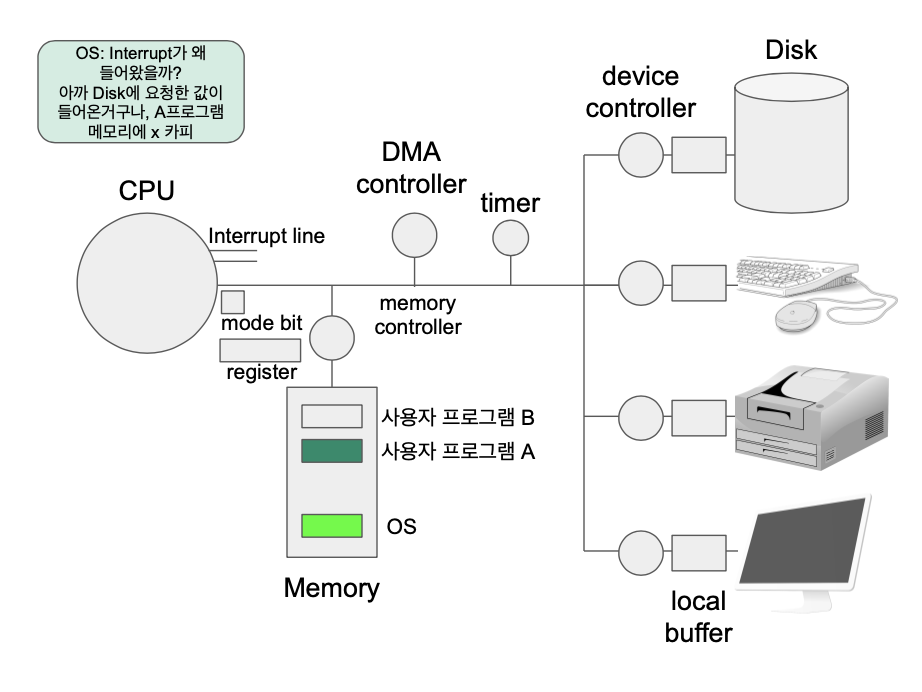 OS: Interrupt가 왜
들어왔을까?
아까 Disk에 요청한 값이
들어온거구나, A프로그램
메모리에 x 카피
Disk
device
controller
DMA
controller
timer
CPU
Interrupt line
memory
controller
mode bit
register
사용자 프로그램 B
사용자 프로그램 A
OS
Memory
local
buffer